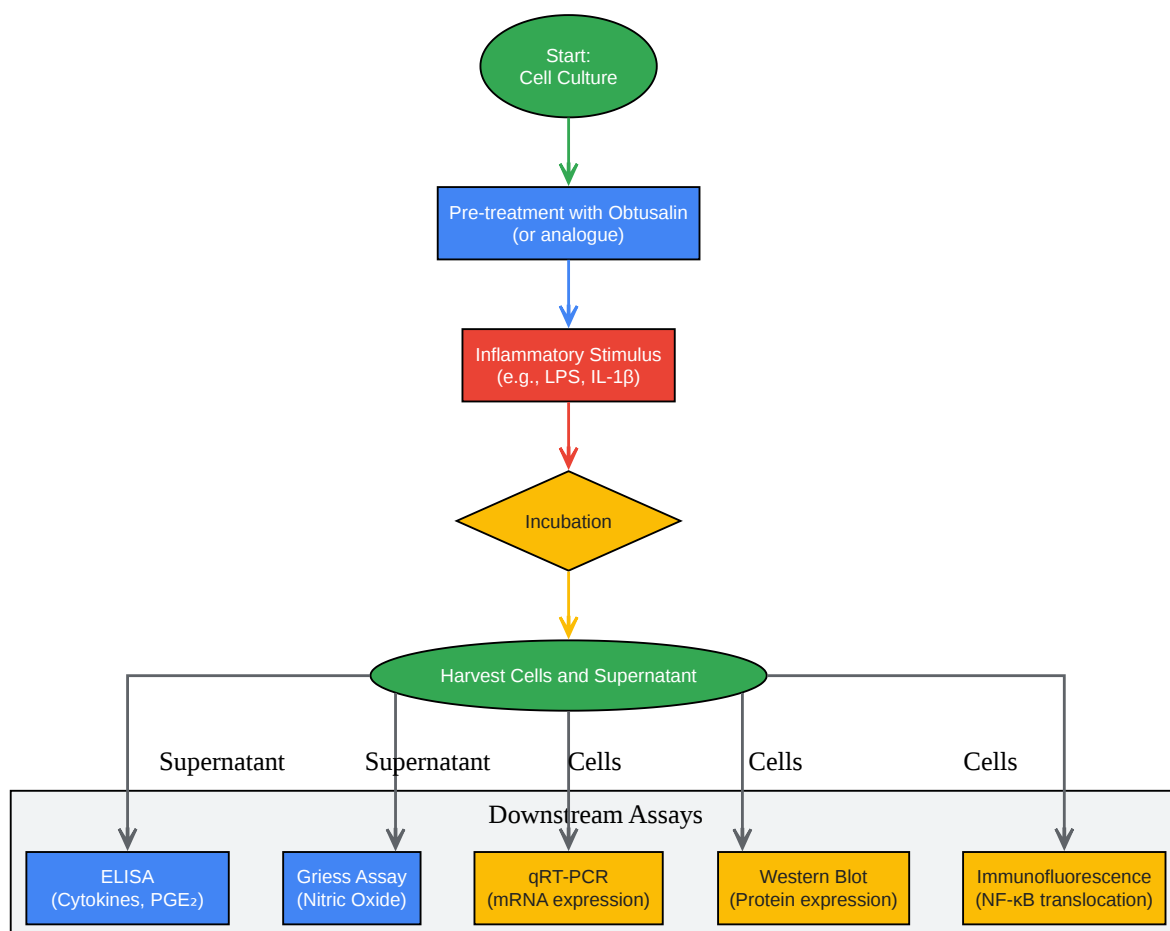 Start:
Cell Culture
Pre-treatment with Obtusalin
(or analogue)
Inflammatory Stimulus
(e.g., LPS, IL-1β)
Incubation
Harvest Cells and Supernatant
Supernatant
Supernatant
Cells
Cells
Cells
Downstream Assays
ELISA
(Cytokines, PGE₂)
Griess Assay
(Nitric Oxide)
qRT-PCR
(mRNA expression)
Western Blot
(Protein expression)
Immunofluorescence
(NF-κB translocation)